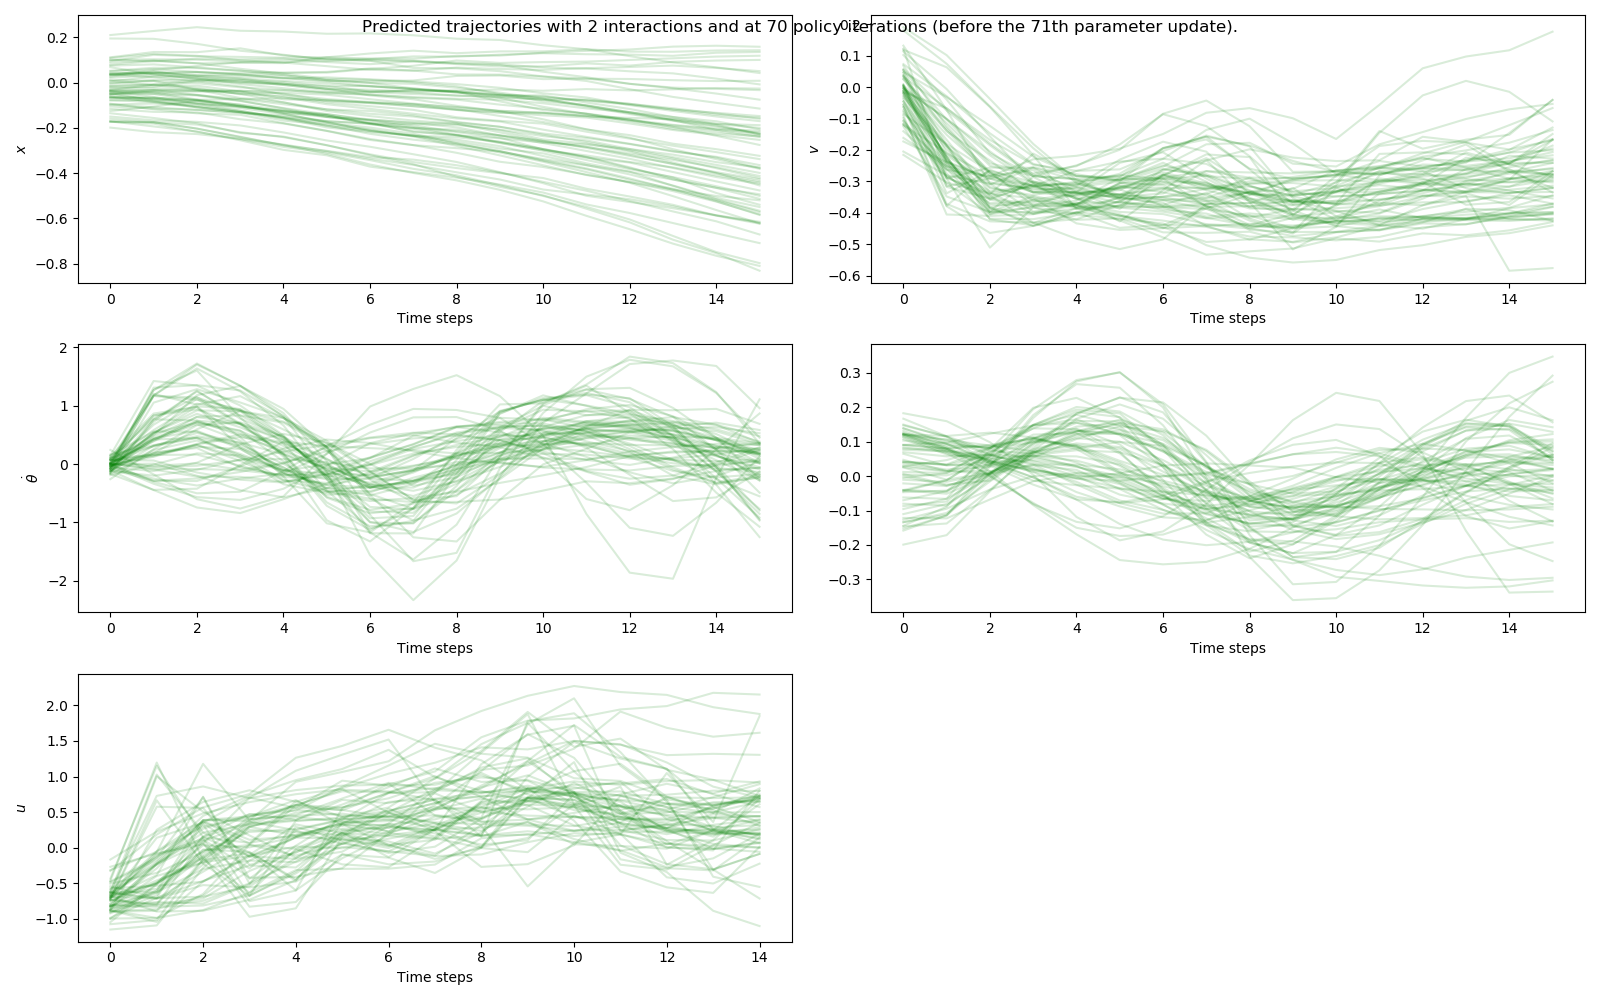 Predicted trajectories with 2 interactions and at 70 policy iterations (before the 71th parameter update).
0.2
0.0
−0.2
−0.4
−0.6
−0.8
x
0 2 4 6 8 10 12 14
Time steps
0.2
0.1
0.0
−0.1
−0.2
−0.3
−0.4
−0.5
−0.6
v
0 2 4 6 8 10 12 14
Time steps
2
1
0
−1
−2
θ̇
0 2 4 6 8 10 12 14
Time steps
0.3
0.2
0.1
0.0
−0.1
−0.2
−0.3
θ
0 2 4 6 8 10 12 14
Time steps
2.0
1.5
1.0
0.5
0.0
−0.5
−1.0
u
0 2 4 6 8 10 12 14
Time steps